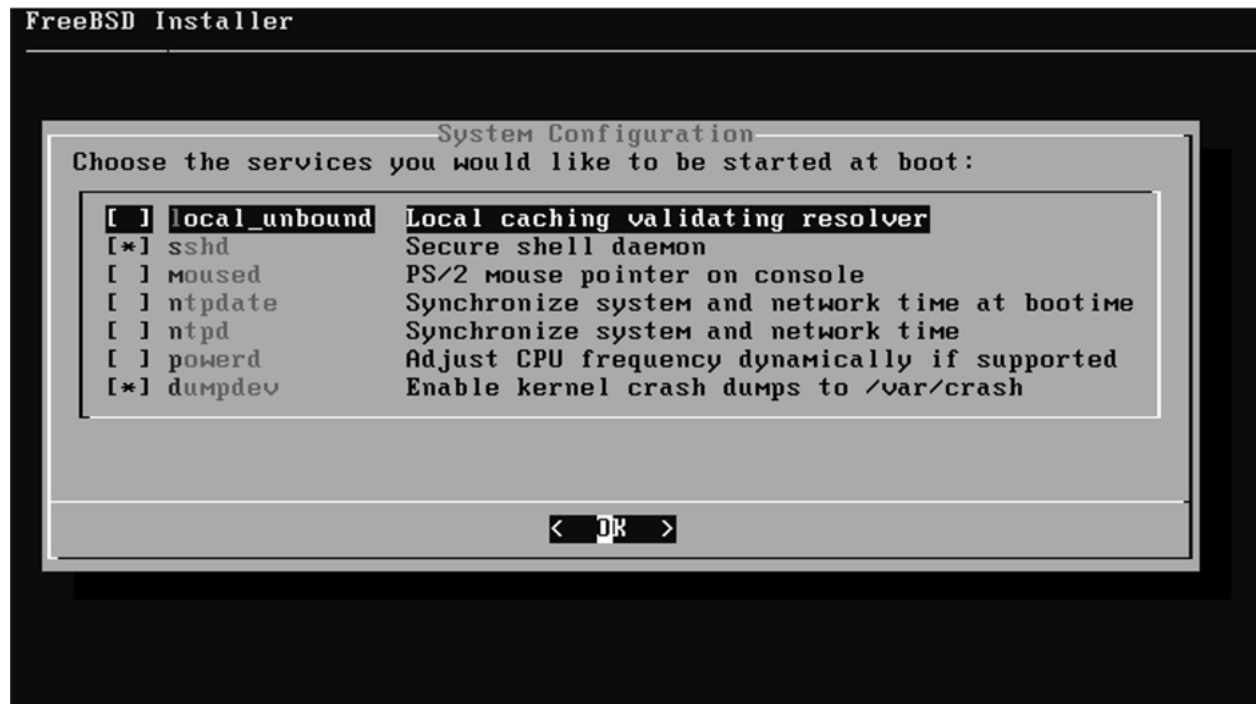 FreeBSD Installer
System Configuration
Choose the services you would like to be started at boot:
[ ] local_unbound Local caching validating resolver
[*] sshd Secure shell daemon
[ ] moused PS/2 mouse pointer on console
[ ] ntpdate Synchronize system and network time at bootime
[ ] ntpd Synchronize system and network time
[ ] powerd Adjust CPU frequency dynamically if supported
[*] dumpdev Enable kernel crash dumps to /var/crash
< OK >